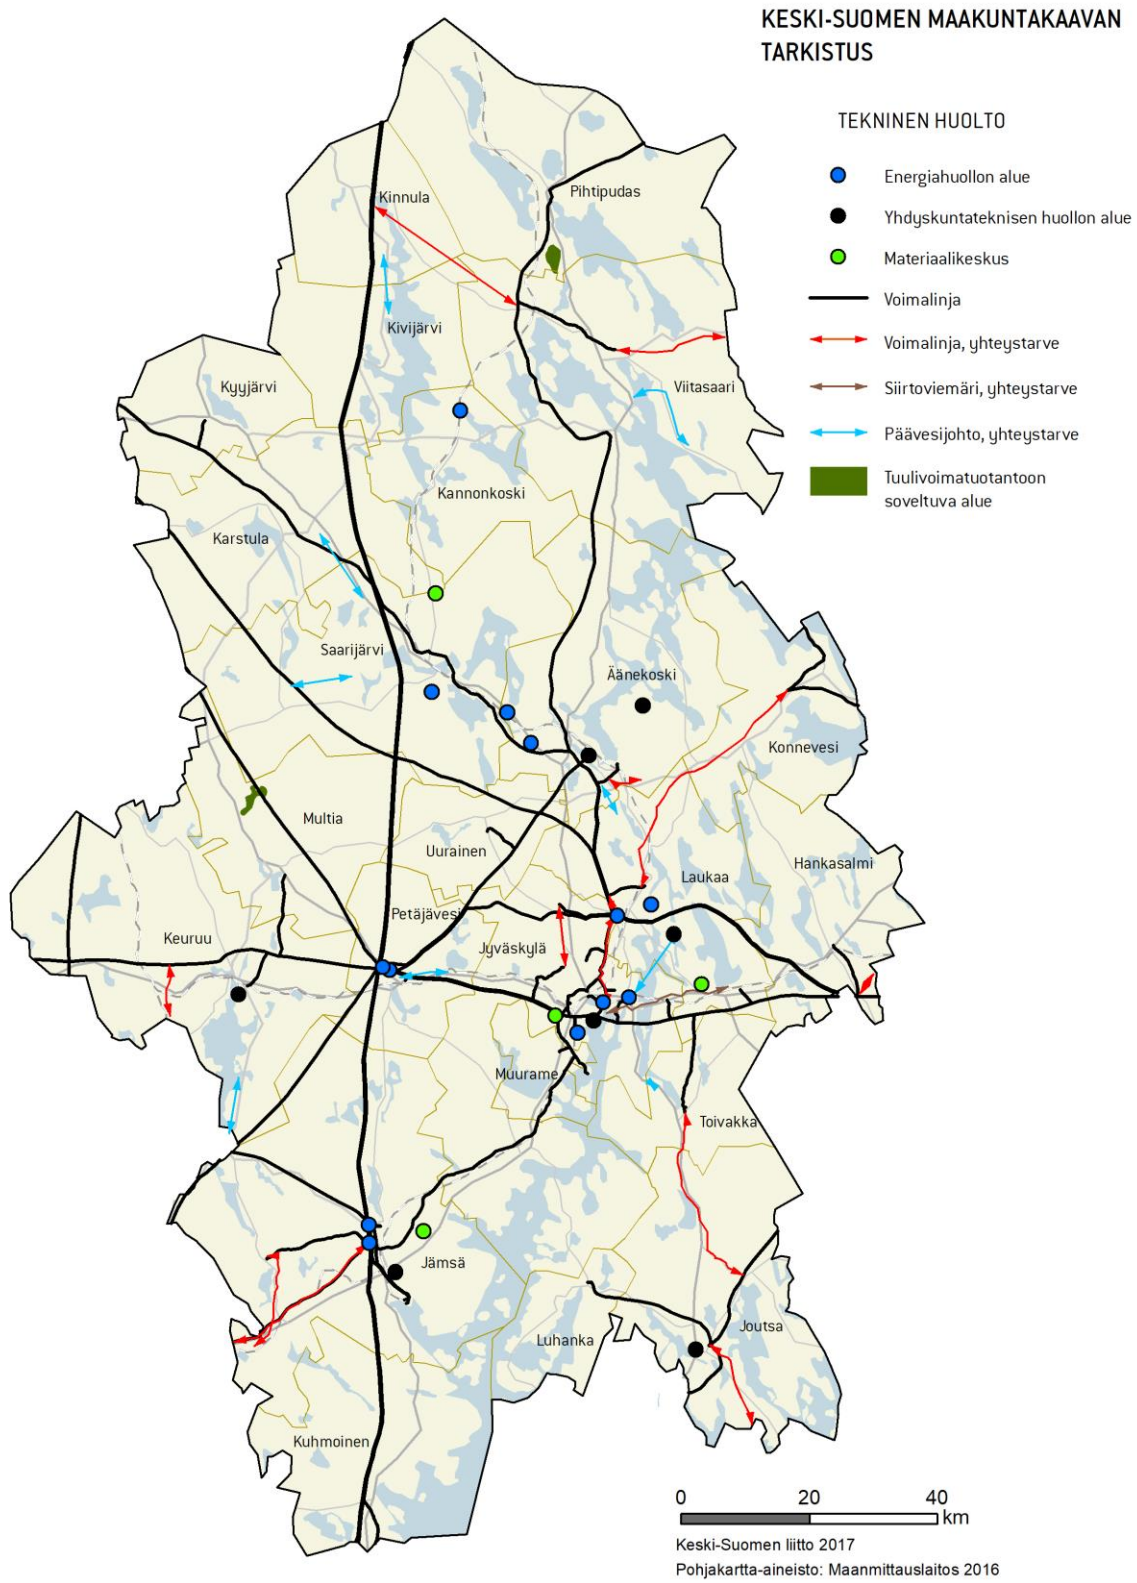 KESKI-SUOMEN MAAKUNTAKAAVAN
TARKISTUS
TEKNINEN HUOLTO
Energiahuollon alue
Yhdyskuntateknisen huollon alue
Materiaalikeskus
Voimalinja
Voimalinja, yhteystarve
Siirtoviemäri, yhteystarve
Päävesijohto, yhteystarve
Tuulivoimatuotantoon
soveltuva alue
Pihtipudas
Kinnula
Kivijärvi
Kyyjärvi
Viitasaari
Kannonkoski
Karstula
Saarijärvi
Äänekoski
Konnevesi
Multia
Uurainen
Hankasalmi
Laukaa
Petäjävesi
Keuruu
Jyväskylä
Muurame
Toivakka
Jämsä
Luhanka
Joutsa
Kuhmoinen
0 20 40
km
Keski-Suomen liitto 2017
Pohjakartta-aineisto: Maanmittauslaitos 2016